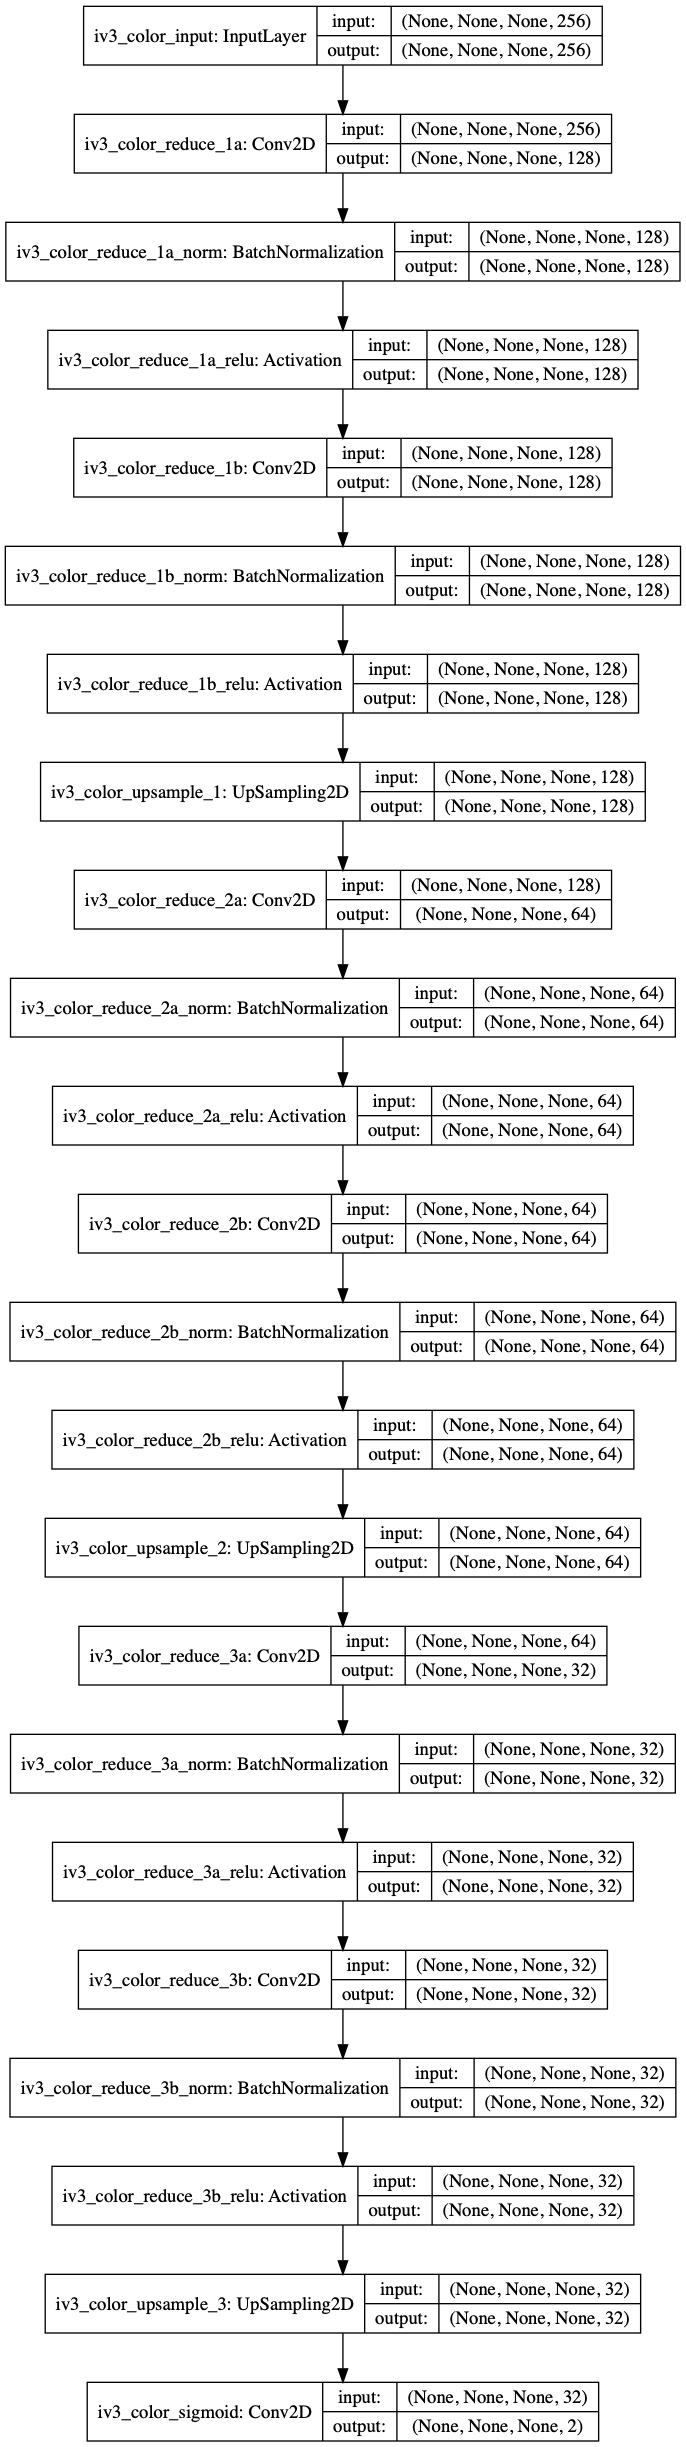 iv3_color_input: InputLayer
input: (None, None, None, 256)
output: (None, None, None, 256)
iv3_color_reduce_1a: Conv2D
input: (None, None, None, 256)
output: (None, None, None, 128)
iv3_color_reduce_1a_norm: BatchNormalization
input: (None, None, None, 128)
output: (None, None, None, 128)
iv3_color_reduce_1a_relu: Activation
input: (None, None, None, 128)
output: (None, None, None, 128)
iv3_color_reduce_1b: Conv2D
input: (None, None, None, 128)
output: (None, None, None, 128)
iv3_color_reduce_1b_norm: BatchNormalization
input: (None, None, None, 128)
output: (None, None, None, 128)
iv3_color_reduce_1b_relu: Activation
input: (None, None, None, 128)
output: (None, None, None, 128)
iv3_color_upsample_1: UpSampling2D
input: (None, None, None, 128)
output: (None, None, None, 128)
iv3_color_reduce_2a: Conv2D
input: (None, None, None, 128)
output: (None, None, None, 64)
iv3_color_reduce_2a_norm: BatchNormalization
input: (None, None, None, 64)
output: (None, None, None, 64)
iv3_color_reduce_2a_relu: Activation
input: (None, None, None, 64)
output: (None, None, None, 64)
iv3_color_reduce_2b: Conv2D
input: (None, None, None, 64)
output: (None, None, None, 64)
iv3_color_reduce_2b_norm: BatchNormalization
input: (None, None, None, 64)
output: (None, None, None, 64)
iv3_color_reduce_2b_relu: Activation
input: (None, None, None, 64)
output: (None, None, None, 64)
iv3_color_upsample_2: UpSampling2D
input: (None, None, None, 64)
output: (None, None, None, 64)
iv3_color_reduce_3a: Conv2D
input: (None, None, None, 64)
output: (None, None, None, 32)
iv3_color_reduce_3a_norm: BatchNormalization
input: (None, None, None, 32)
output: (None, None, None, 32)
iv3_color_reduce_3a_relu: Activation
input: (None, None, None, 32)
output: (None, None, None, 32)
iv3_color_reduce_3b: Conv2D
input: (None, None, None, 32)
output: (None, None, None, 32)
iv3_color_reduce_3b_norm: BatchNormalization
input: (None, None, None, 32)
output: (None, None, None, 32)
iv3_color_reduce_3b_relu: Activation
input: (None, None, None, 32)
output: (None, None, None, 32)
iv3_color_upsample_3: UpSampling2D
input: (None, None, None, 32)
output: (None, None, None, 32)
iv3_color_sigmoid: Conv2D
input: (None, None, None, 32)
output: (None, None, None, 2)